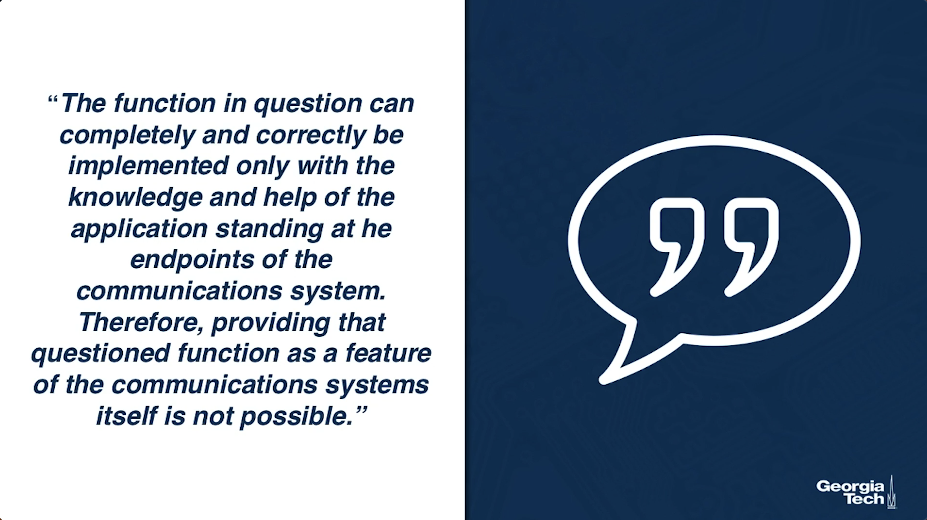 “The function in question can
completely and correctly be
implemented only with the
knowledge and help of the
application standing at he
endpoints of the
communications system.
Therefore, providing that
questioned function as a feature
of the communications systems
itself is not possible.”
Georgia
Tech